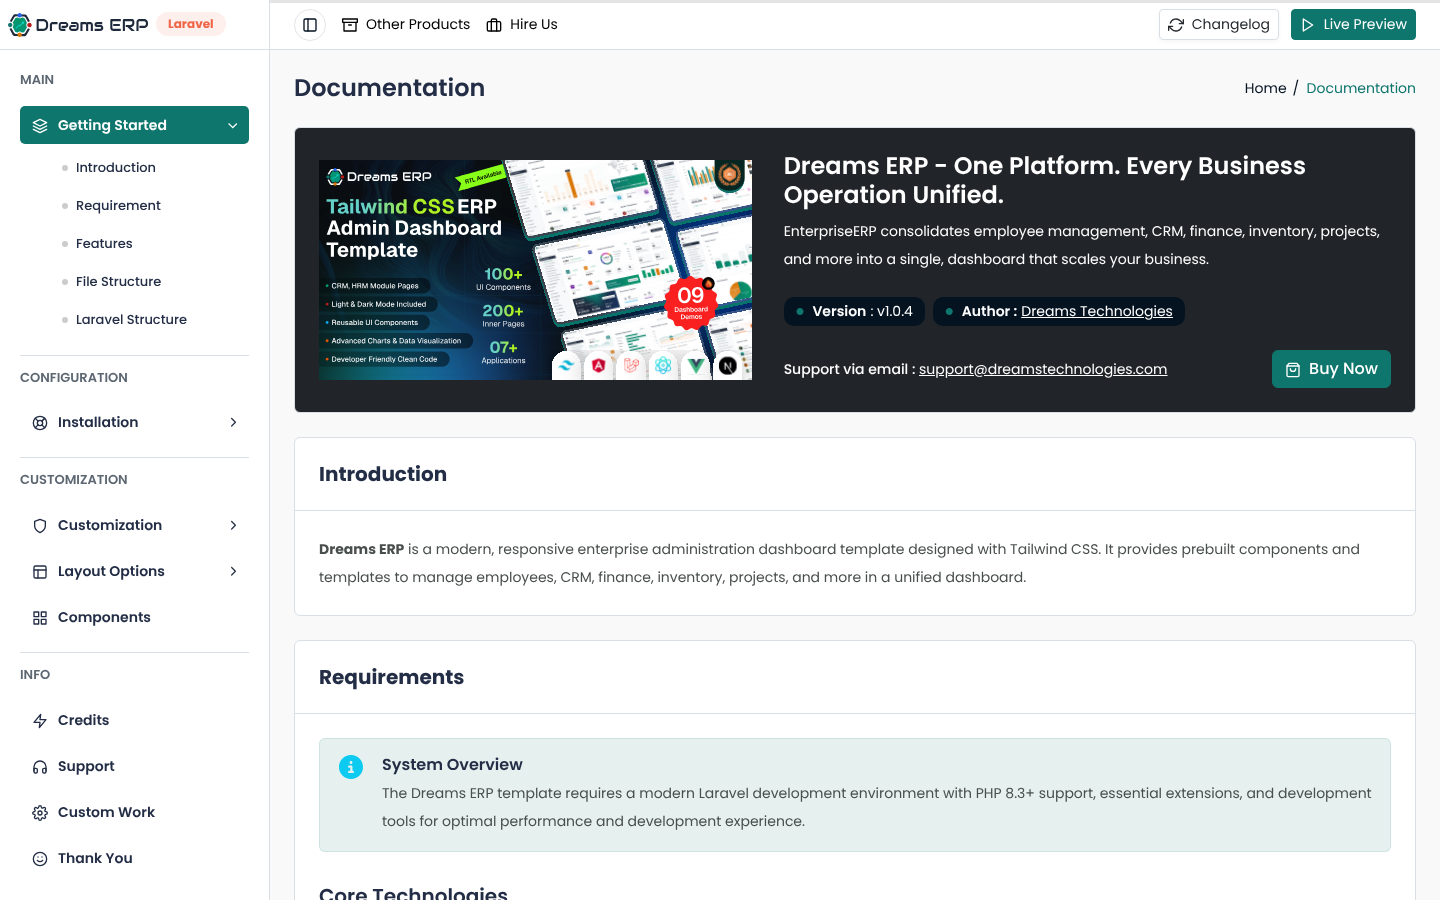 Dreams ERP
Laravel
Other Products
Hire Us
Changelog
Live Preview
MAIN
Getting Started
Introduction
Requirement
Features
File Structure
Laravel Structure
CONFIGURATION
Installation
CUSTOMIZATION
Customization
Layout Options
Components
INFO
Credits
Support
Custom Work
Thank You
Documentation
Home / Documentation
Dreams ERP
RTL Available
Tailwind CSS ERP
Admin Dashboard
Template
CRM, HRM Module Pages
Light & Dark Mode Included
Reusable UI Components
Advanced Charts & Data Visualization
Developer Friendly Clean Code
100+
UI Components
200+
Inner Pages
07+
Applications
09
Dashboard
Demos
Dreams ERP - One Platform. Every Business
Operation Unified.
EnterpriseERP consolidates employee management, CRM, finance, inventory, projects,
and more into a single, dashboard that scales your business.
Version : v1.0.4
Author : Dreams Technologies
Support via email : support@dreamstechnologies.com
Buy Now
Introduction
Dreams ERP is a modern, responsive enterprise administration dashboard template designed with Tailwind CSS. It provides prebuilt components and
templates to manage employees, CRM, finance, inventory, projects, and more in a unified dashboard.
Requirements
System Overview
The Dreams ERP template requires a modern Laravel development environment with PHP 8.3+ support, essential extensions, and development
tools for optimal performance and development experience.
Core Technologies